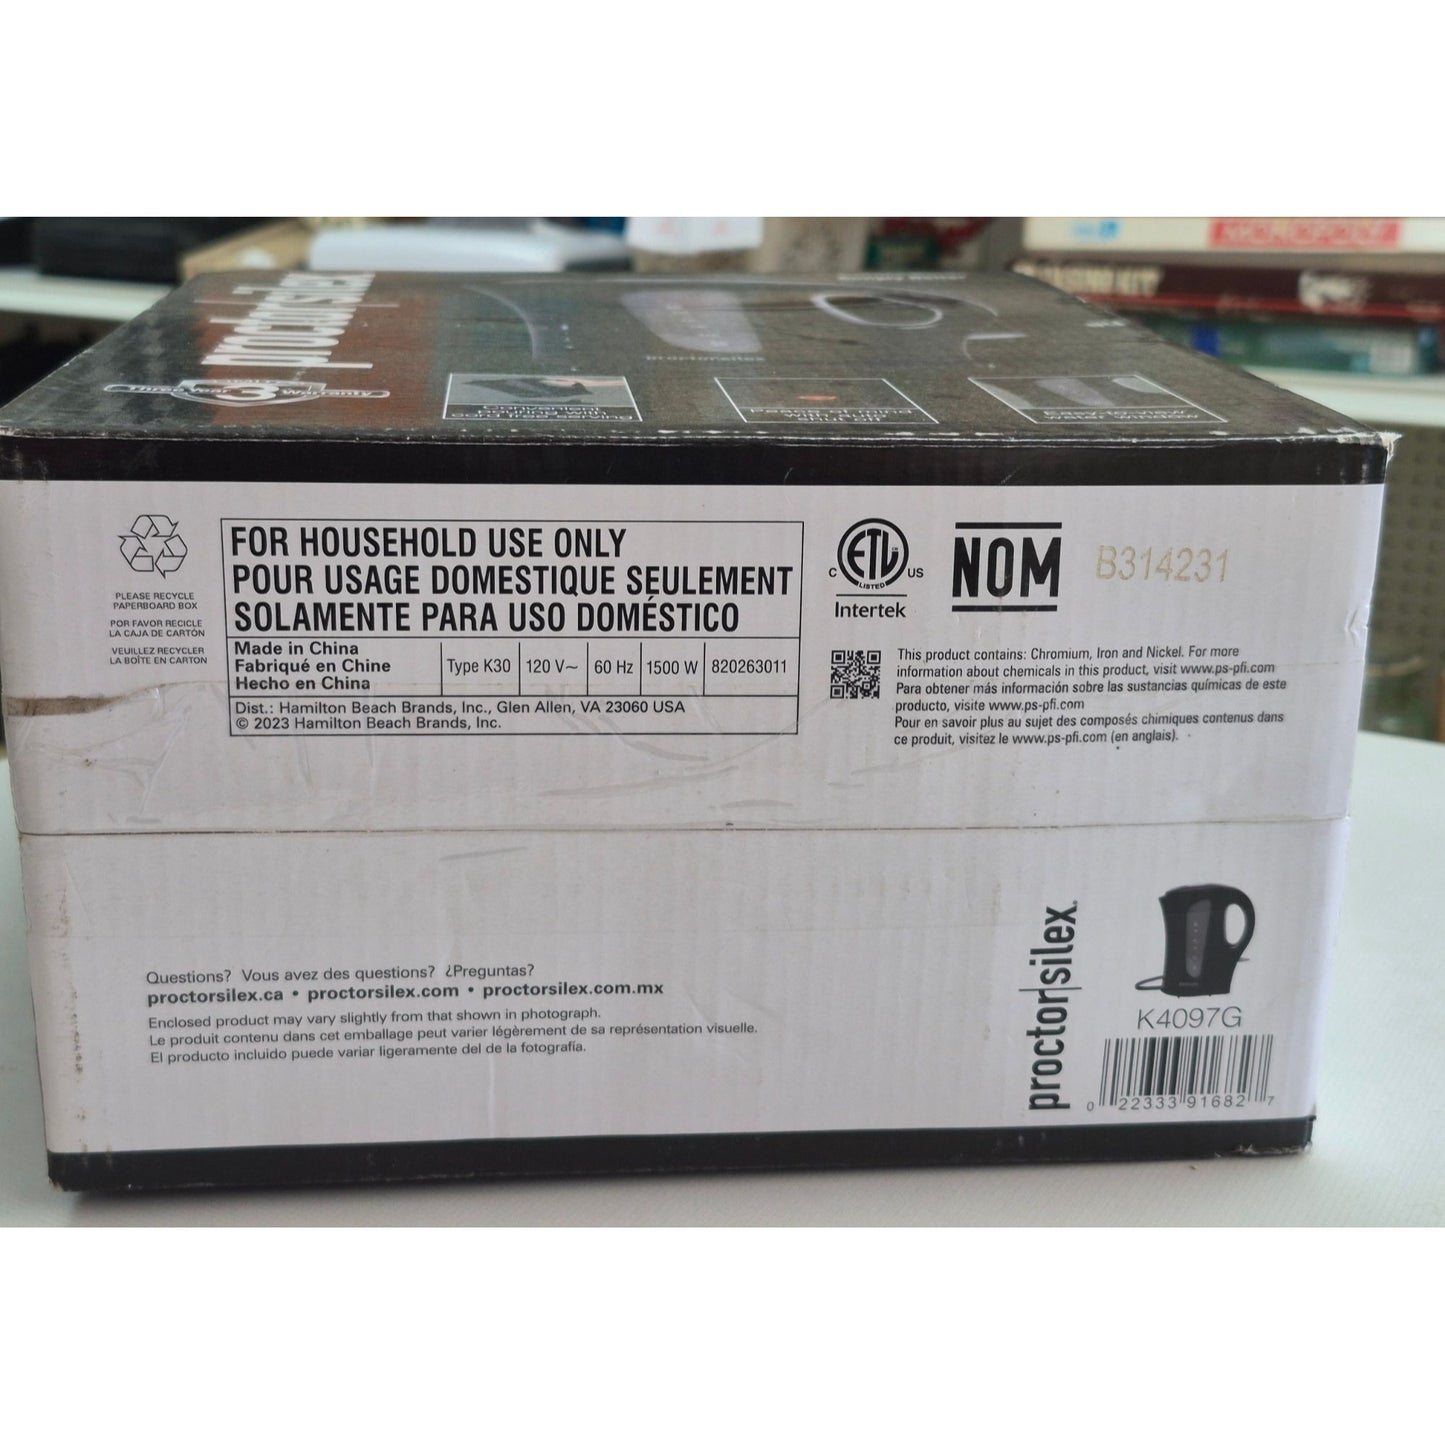 MONOPOLY
proctorsilex
Three Year 3 Warranty
proctorsilex
FOR HOUSEHOLD USE ONLY
POUR USAGE DOMESTIQUE SEULEMENT
SOLAMENTE PARA USO DOMÉSTICO
Made in China
Fabriqué en Chine
Hecho en China
Type K30
120 V~
60 Hz
1500 W
820263011
Dist.: Hamilton Beach Brands, Inc., Glen Allen, VA 23060 USA
© 2023 Hamilton Beach Brands, Inc.
PLEASE RECYCLE
PAPERBOARD BOX
POR FAVOR RECICLE
LA CAJA DE CARTÓN
VEUILLEZ RECYCLER
LA BOÎTE EN CARTON
C ETL US
LISTED
Intertek
NOM
B314231
This product contains: Chromium, Iron and Nickel. For more
information about chemicals in this product, visit www.ps-pfi.com
Para obtener más información sobre las sustancias químicas de este
producto, visite www.ps-pfi.com
Pour en savoir plus au sujet des composés chimiques contenus dans
ce produit, visitez le www.ps-pfi.com (en anglais).
Questions? Vous avez des questions? ¿Preguntas?
proctorsilex.ca • proctorsilex.com • proctorsilex.com.mx
Enclosed product may vary slightly from that shown in photograph.
Le produit contenu dans cet emballage peut varier légèrement de sa représentation visuelle.
El producto incluido puede variar ligeramente del de la fotografía.
proctorsilex®
K4097G
0 22333 91682 7